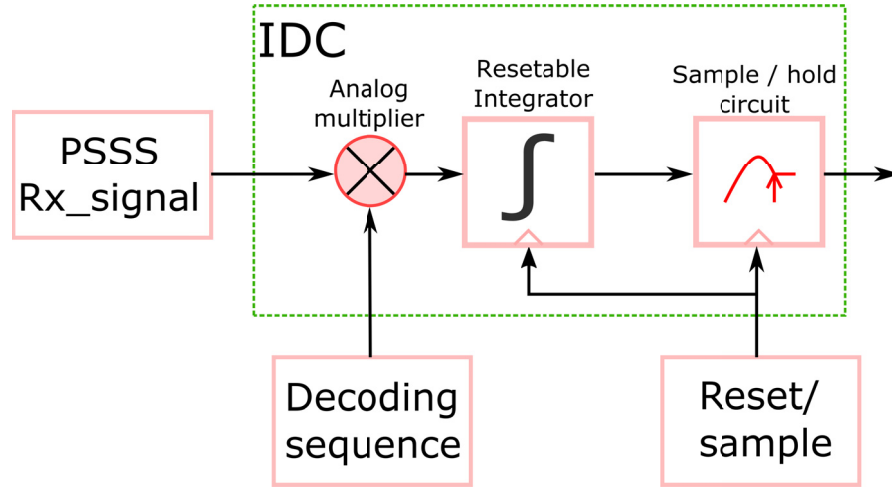 IDC
Analog
multiplier
Resetable
Integrator
Sample / hold
circuit
PSSS
Rx_signal
∫
Decoding
sequence
Reset/
sample